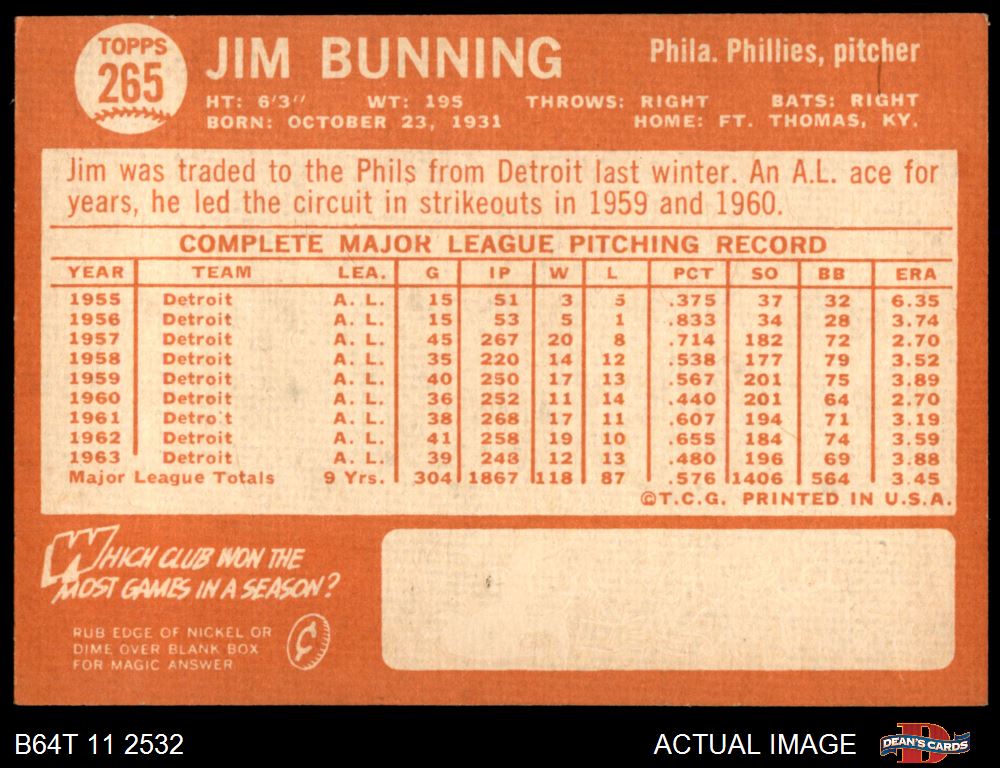 TOPPS
265
JIM BUNNING
Phila. Phillies, pitcher
HT: 6'3" WT: 195 THROWS: RIGHT BATS: RIGHT
BORN: OCTOBER 23, 1931 HOME: FT. THOMAS, KY.
Jim was traded to the Phils from Detroit last winter. An A.L. ace for
years, he led the circuit in strikeouts in 1959 and 1960.
COMPLETE MAJOR LEAGUE PITCHING RECORD
YEAR TEAM LEA. G IP W L PCT SO BB ERA
1955 Detroit A. L. 15 51 3 5 .375 37 32 6.35
1956 Detroit A. L. 15 53 5 1 .833 34 28 3.74
1957 Detroit A. L. 45 267 20 8 .714 182 72 2.70
1958 Detroit A. L. 35 220 14 12 .538 177 79 3.52
1959 Detroit A. L. 40 250 17 13 .567 201 75 3.89
1960 Detroit A. L. 36 252 11 14 .440 201 64 2.70
1961 Detroit A. L. 38 268 17 11 .607 194 71 3.19
1962 Detroit A. L. 41 258 19 10 .655 184 74 3.59
1963 Detroit A. L. 39 248 12 13 .480 196 69 3.88
Major League Totals 9 Yrs. 304 1867 118 87 .576 1406 564 3.45
©T.C.G. PRINTED IN U.S.A.
WHICH CLUB WON THE
MOST GAMES IN A SEASON?
RUB EDGE OF NICKEL OR
DIME OVER BLANK BOX
FOR MAGIC ANSWER
¢
B64T 11 2532
ACTUAL IMAGE
D
DEAN'S CARDS